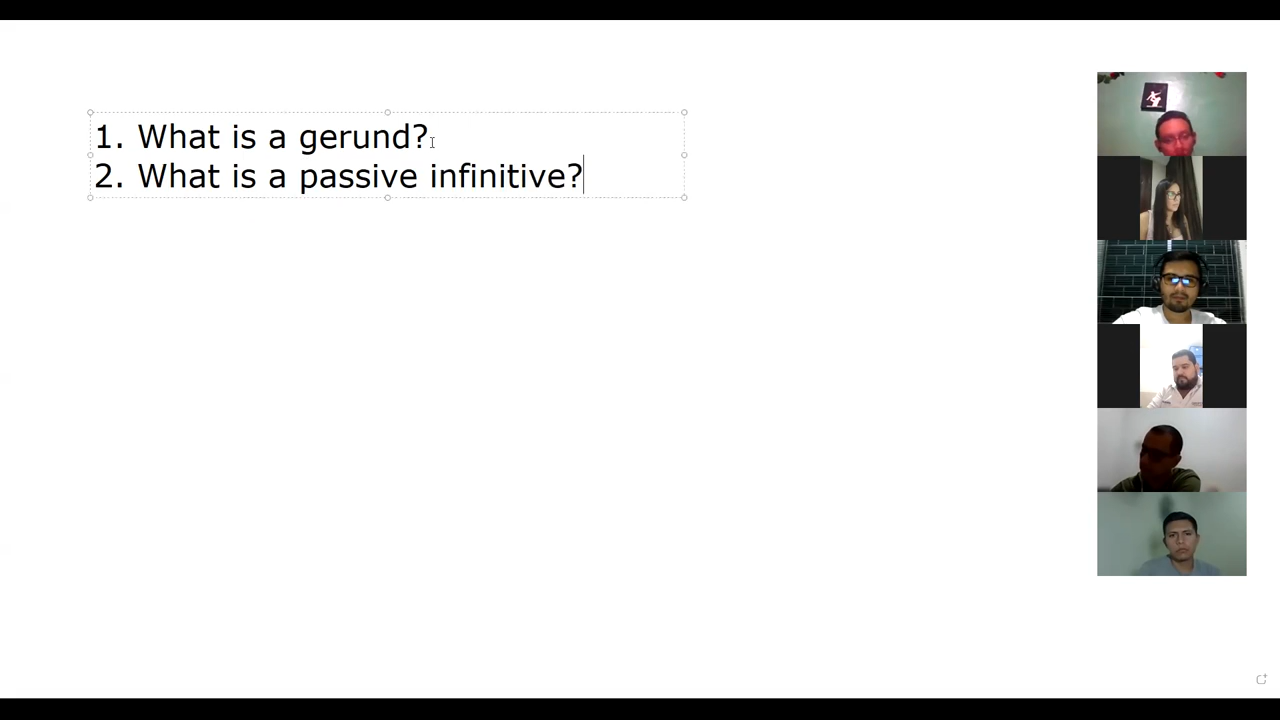 1. What is a gerund?
2. What is a passive infinitive?